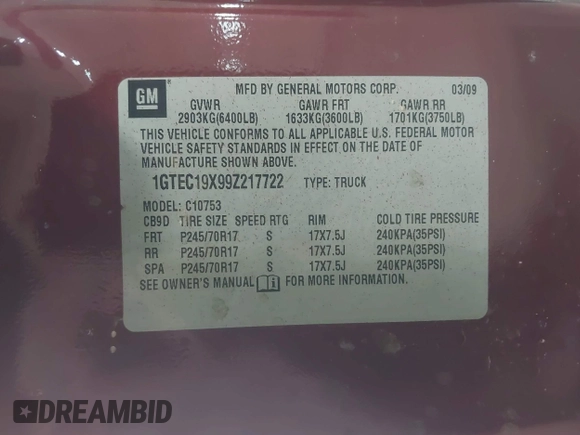 GM
MFD BY GENERAL MOTORS CORP. 03/09
GVWR GAWR FRT GAWR RR
2903KG(6400LB) 1633KG(3600LB) 1701KG(3750LB)
THIS VEHICLE CONFORMS TO ALL APPLICABLE U.S. FEDERAL MOTOR
VEHICLE SAFETY STANDARDS IN EFFECT ON THE DATE OF
MANUFACTURE SHOWN ABOVE.
1GTEC19X99Z217722 TYPE: TRUCK
MODEL: C10753
CB9D TIRE SIZE SPEED RTG RIM COLD TIRE PRESSURE
FRT P245/70R17 S 17X7.5J 240KPA(35PSI)
RR P245/70R17 S 17X7.5J 240KPA(35PSI)
SPA P245/70R17 S 17X7.5J 240KPA(35PSI)
SEE OWNER'S MANUAL FOR MORE INFORMATION.
DREAMBID